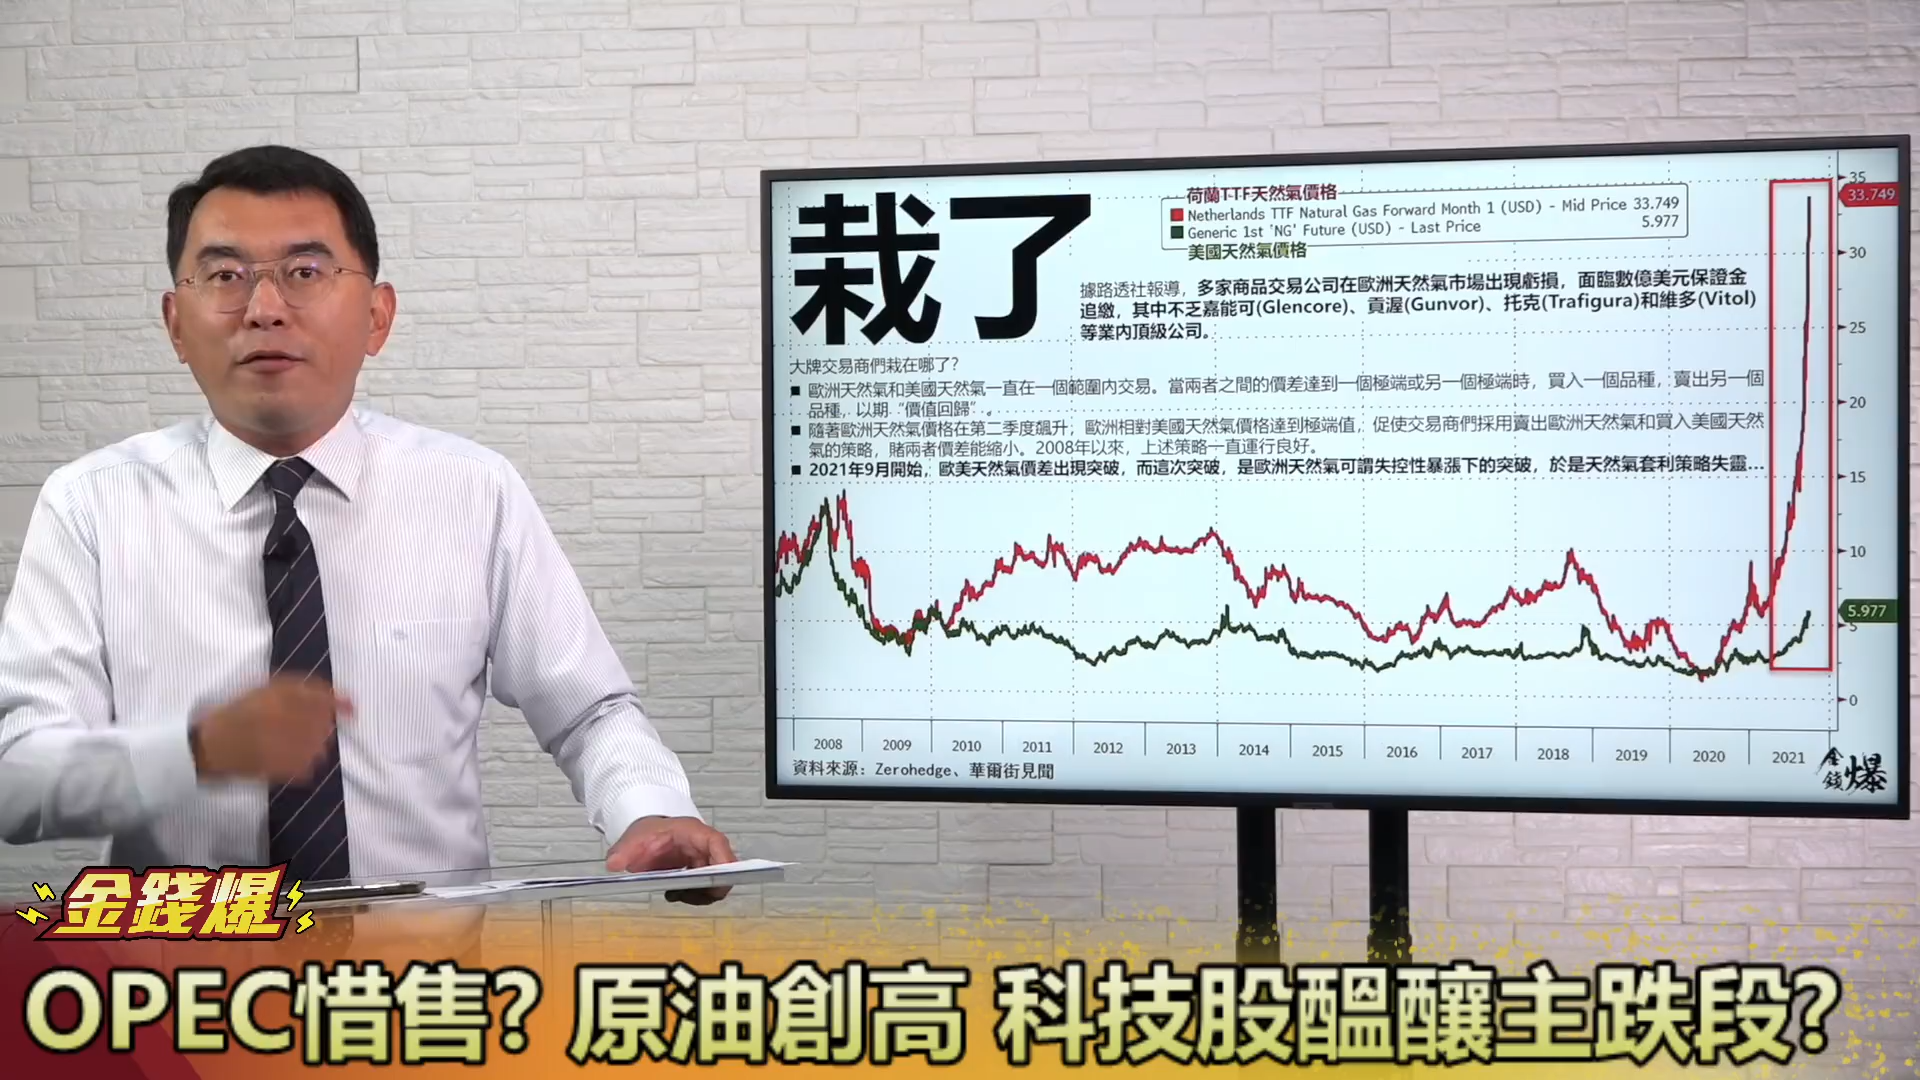 栽了
荷蘭TTF天然氣價格
Netherlands TTF Natural Gas Forward Month 1 (USD) - Mid Price 33.749
Generic 1st 'NG' Future (USD) - Last Price 5.977
美國天然氣價格
據路透社報導，多家商品交易公司在歐洲天然氣市場出現虧損，面臨數億美元保證金
追繳，其中不乏嘉能可(Glencore)、貢渥(Gunvor)、托克(Trafigura)和維多(Vitol)
等業內頂級公司。
大牌交易商們栽在哪了?
■ 歐洲天然氣和美國天然氣一直在一個範圍內交易。當兩者之間的價差達到一個極端或另一個極端時，買入一個品種，賣出另一個
品種，以期“價值回歸”。
■ 隨著歐洲天然氣價格在第二季度飆升，歐洲相對美國天然氣價格達到極端值，促使交易商們採用賣出歐洲天然氣和買入美國天然
氣的策略，賭兩者價差能縮小。2008年以來，上述策略一直運行良好。
■ 2021年9月開始，歐美天然氣價差出現突破，而這次突破，是歐洲天然氣可謂失控性暴漲下的突破，於是天然氣套利策略失靈...
35
33.749
30
25
20
15
10
5.977
5
0
2008 2009 2010 2011 2012 2013 2014 2015 2016 2017 2018 2019 2020 2021
資料來源：Zerohedge、華爾街見聞
金錢爆
金錢爆
OPEC惜售? 原油創高 科技股醞釀主跌段?